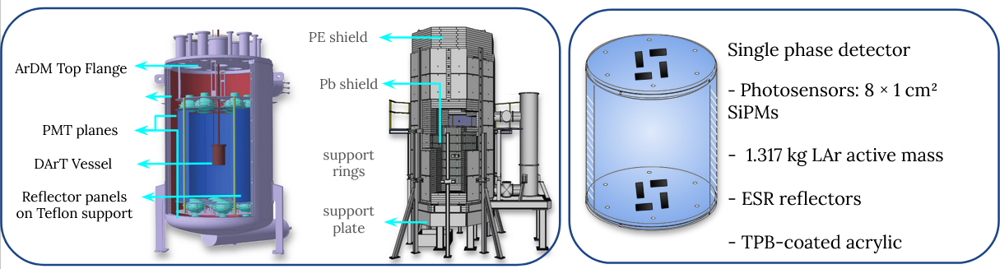 ArDM Top Flange
PMT planes
DArT Vessel
Reflector panels
on Teflon support
PE shield
Pb shield
support
rings
support
plate
Single phase detector
- Photosensors: 8 × 1 cm²
SiPMs
- 1.317 kg LAr active mass
- ESR reflectors
- TPB-coated acrylic